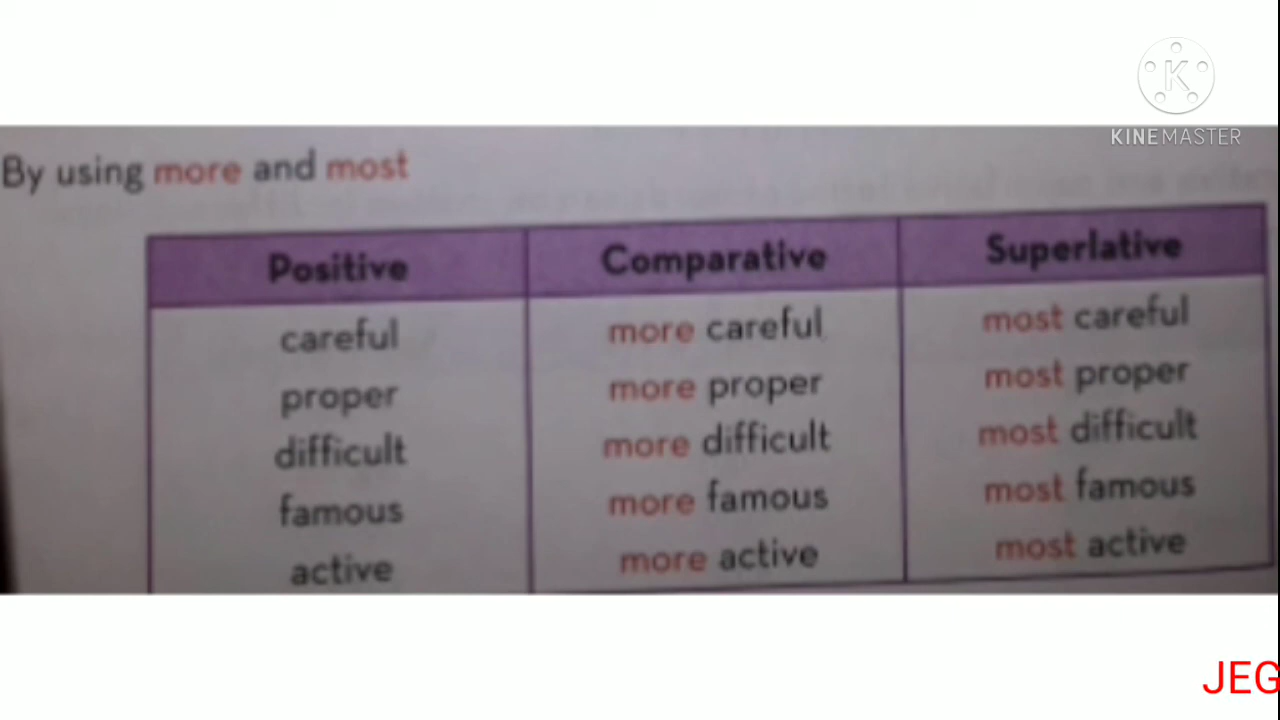 KINEMASTER
By using more and most
Positive Comparative Superlative
careful more careful most careful
proper more proper most proper
difficult more difficult most difficult
famous more famous most famous
active more active most active
JEG